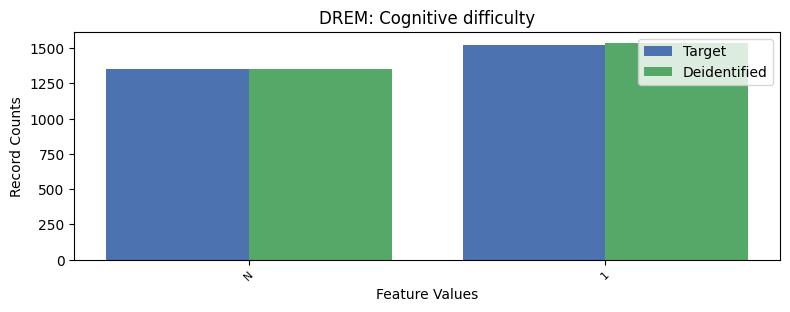 DREM: Cognitive difficulty
Target
Deidentified
Record Counts
1500
1250
1000
750
500
250
0
N
1
Feature Values